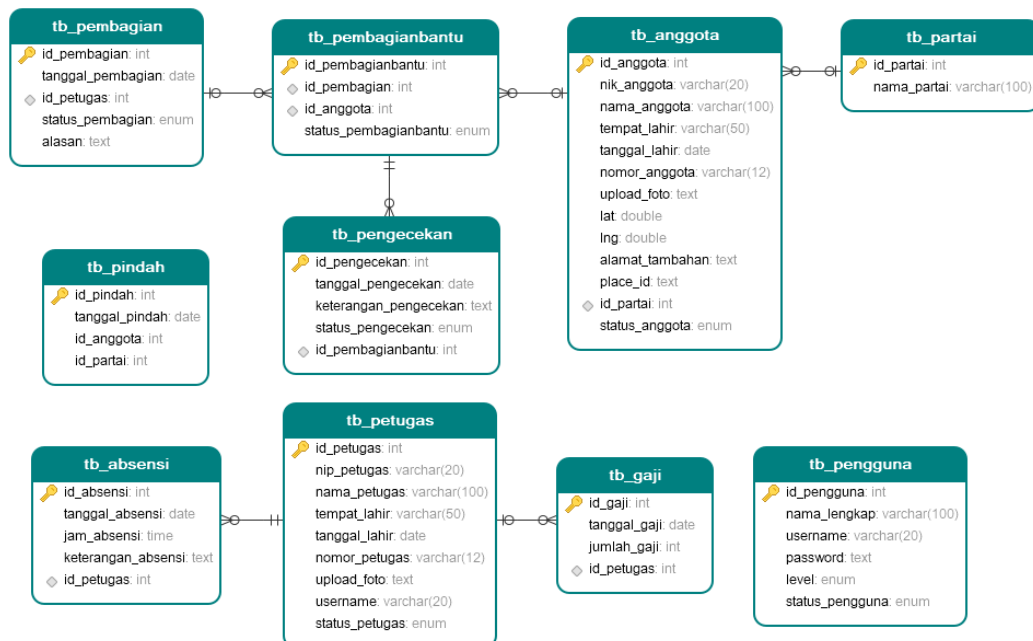 tb_pembagian
id_pembagian: int
tanggal_pembagian: date
id_petugas: int
status_pembagian: enum
alasan: text
tb_pembagianbantu
id_pembagianbantu: int
id_pembagian: int
id_anggota: int
status_pembagianbantu: enum
tb_anggota
id_anggota: int
nik_anggota: varchar(20)
nama_anggota: varchar(100)
tempat_lahir: varchar(50)
tanggal_lahir: date
nomor_anggota: varchar(12)
upload_foto: text
lat: double
lng: double
alamat_tambahan: text
place_id: text
id_partai: int
status_anggota: enum
tb_partai
id_partai: int
nama_partai: varchar(100)
tb_pengecekan
id_pengecekan: int
tanggal_pengecekan: date
keterangan_pengecekan: text
status_pengecekan: enum
id_pembagianbantu: int
tb_pindah
id_pindah: int
tanggal_pindah: date
id_anggota: int
id_partai: int
tb_absensi
id_absensi: int
tanggal_absensi: date
jam_absensi: time
keterangan_absensi: text
id_petugas: int
tb_petugas
id_petugas: int
nip_petugas: varchar(20)
nama_petugas: varchar(100)
tempat_lahir: varchar(50)
tanggal_lahir: date
nomor_petugas: varchar(12)
upload_foto: text
username: varchar(20)
status_petugas: enum
tb_gaji
id_gaji: int
tanggal_gaji: date
jumlah_gaji: int
id_petugas: int
tb_pengguna
id_pengguna: int
nama_lengkap: varchar(100)
username: varchar(20)
password: text
level: enum
status_pengguna: enum